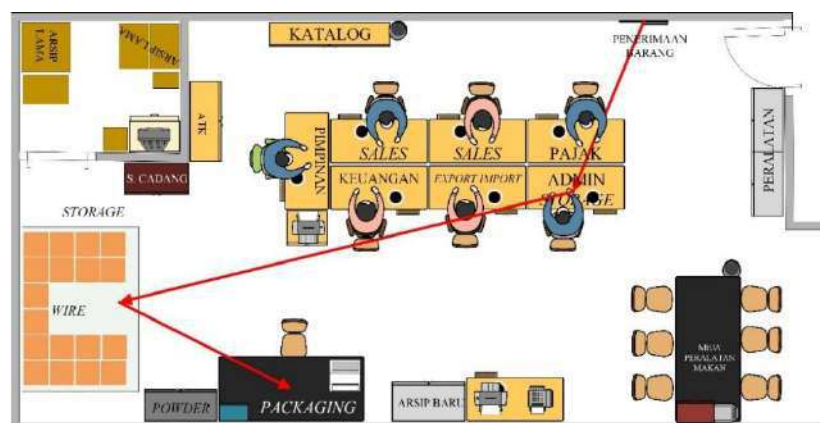 ARSIP
LAMA
ARSIP LAMA
KATALOG
PENERIMAAN
BARANG
ATK
PIMPINAN
SALES
SALES
PAJAK
PERALATAN
S. CADANG
KEUANGAN
EXPORT IMPORT
ADMIN
STORAGE
STORAGE
WIRE
MEJA
PERALATAN
MAKAN
POWDER
PACKAGING
ARSIP BARU